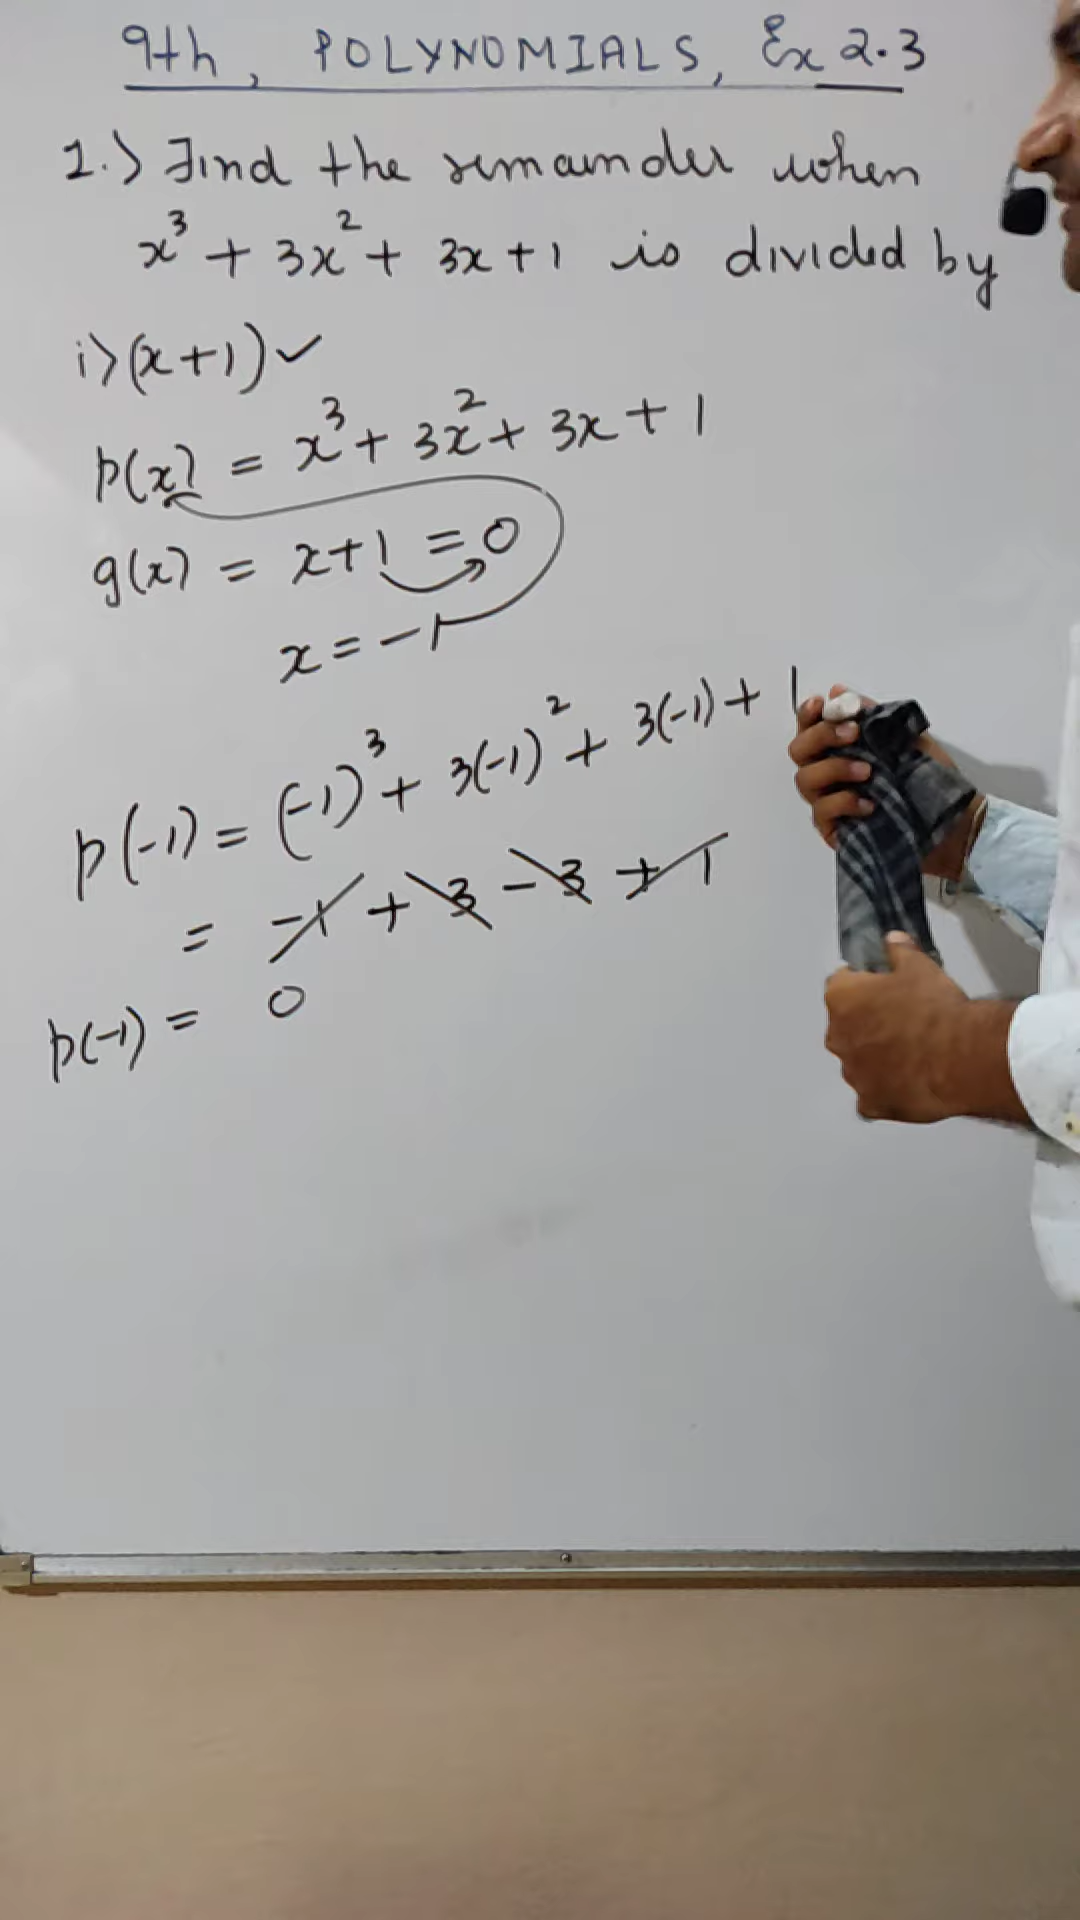 9th, POLYNOMIALS, Ex 2.3
1.) Find the remainder when
x³ + 3x² + 3x + 1 is divided by
i) (x+1) ✓
p(x) = x³ + 3x² + 3x + 1
g(x) = x+1 = 0
x = -1
p(-1) = (-1)³ + 3(-1)² + 3(-1) + 1
= -1 + 3 - 3 + 1
p(-1) = 0